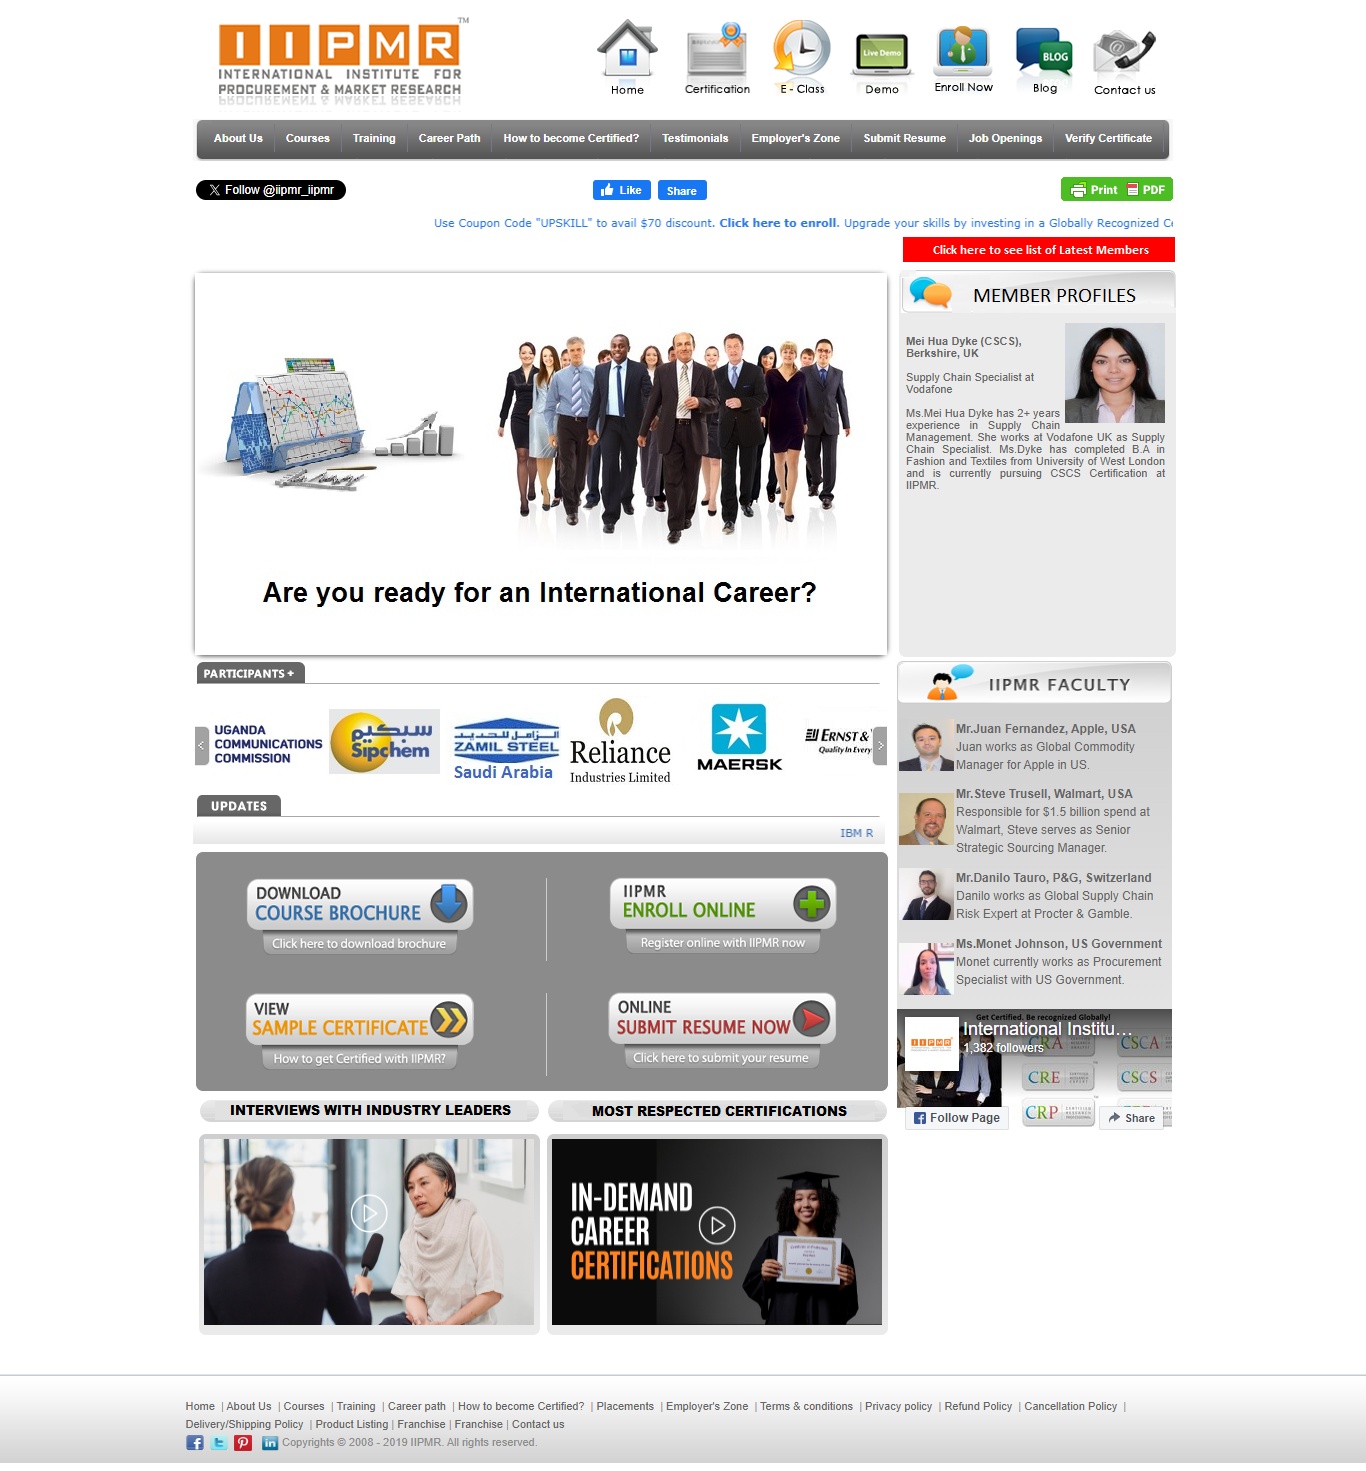 IIPMR™
INTERNATIONAL INSTITUTE FOR
PROCUREMENT & MARKET RESEARCH
Home
Certification
E - Class
Live Demo
Demo
Enroll Now
BLOG
Blog
Contact us
About Us
Courses
Training
Career Path
How to become Certified?
Testimonials
Employer's Zone
Submit Resume
Job Openings
Verify Certificate
Follow @iipmr_iipmr
Like
Share
Print
PDF
Use Coupon Code "UPSKILL" to avail $70 discount. Click here to enroll. Upgrade your skills by investing in a Globally Recognized Ce
Click here to see list of Latest Members
MEMBER PROFILES
Mei Hua Dyke (CSCS),
Berkshire, UK
Supply Chain Specialist at
Vodafone
Ms.Mei Hua Dyke has 2+ years
experience in Supply Chain
Management. She works at Vodafone UK as Supply
Chain Specialist. Ms.Dyke has completed B.A in
Fashion and Textiles from University of West London
and is currently pursuing CSCS Certification at
IIPMR.
Are you ready for an International Career?
PARTICIPANTS +
UGANDA
COMMUNICATIONS
COMMISSION
سبكيم
Sipchem
الزامل للحديد
ZAMIL STEEL
Saudi Arabia
Reliance
Industries Limited
MAERSK
ERNST &
Quality In Every
UPDATES
IBM R
DOWNLOAD
COURSE BROCHURE
Click here to download brochure
IIPMR
ENROLL ONLINE
Register online with IIPMR now
VIEW
SAMPLE CERTIFICATE
How to get Certified with IIPMR?
ONLINE
SUBMIT RESUME NOW
Click here to submit your resume
IIPMR FACULTY
Mr.Juan Fernandez, Apple, USA
Juan works as Global Commodity
Manager for Apple in US.
Mr.Steve Trusell, Walmart, USA
Responsible for $1.5 billion spend at
Walmart, Steve serves as Senior
Strategic Sourcing Manager.
Mr.Danilo Tauro, P&G, Switzerland
Danilo works as Global Supply Chain
Risk Expert at Procter & Gamble.
Ms.Monet Johnson, US Government
Monet currently works as Procurement
Specialist with US Government.
Get Certified. Be recognized Globally!
IIPMR
International Institu...
1,382 followers
CRA
CSCA
CRE
CSCS
CRP
Follow Page
Share
INTERVIEWS WITH INDUSTRY LEADERS
MOST RESPECTED CERTIFICATIONS
IN-DEMAND
CAREER
CERTIFICATIONS
Home | About Us | Courses | Training | Career path | How to become Certified? | Placements | Employer's Zone | Terms & conditions | Privacy policy | Refund Policy | Cancellation Policy |
Delivery/Shipping Policy | Product Listing | Franchise | Franchise | Contact us
Copyrights © 2008 - 2019 IIPMR. All rights reserved.